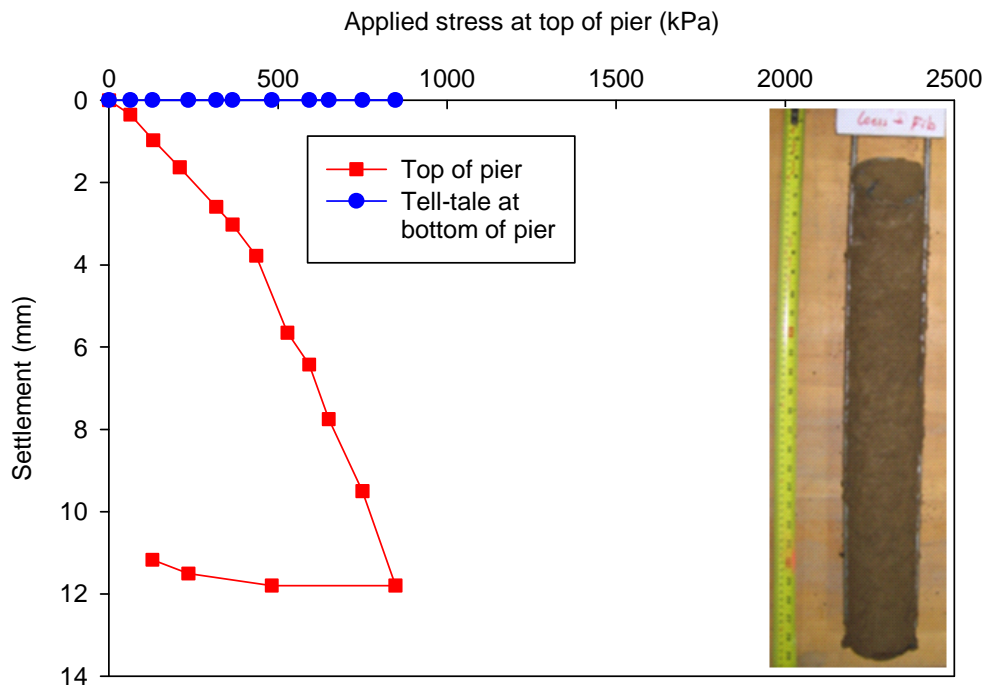 Applied stress at top of pier (kPa)
0 500 1000 1500 2000 2500
0
2
4
6
8
10
12
14
Settlement (mm)
Top of pier
Tell-tale at
bottom of pier
+ Fib